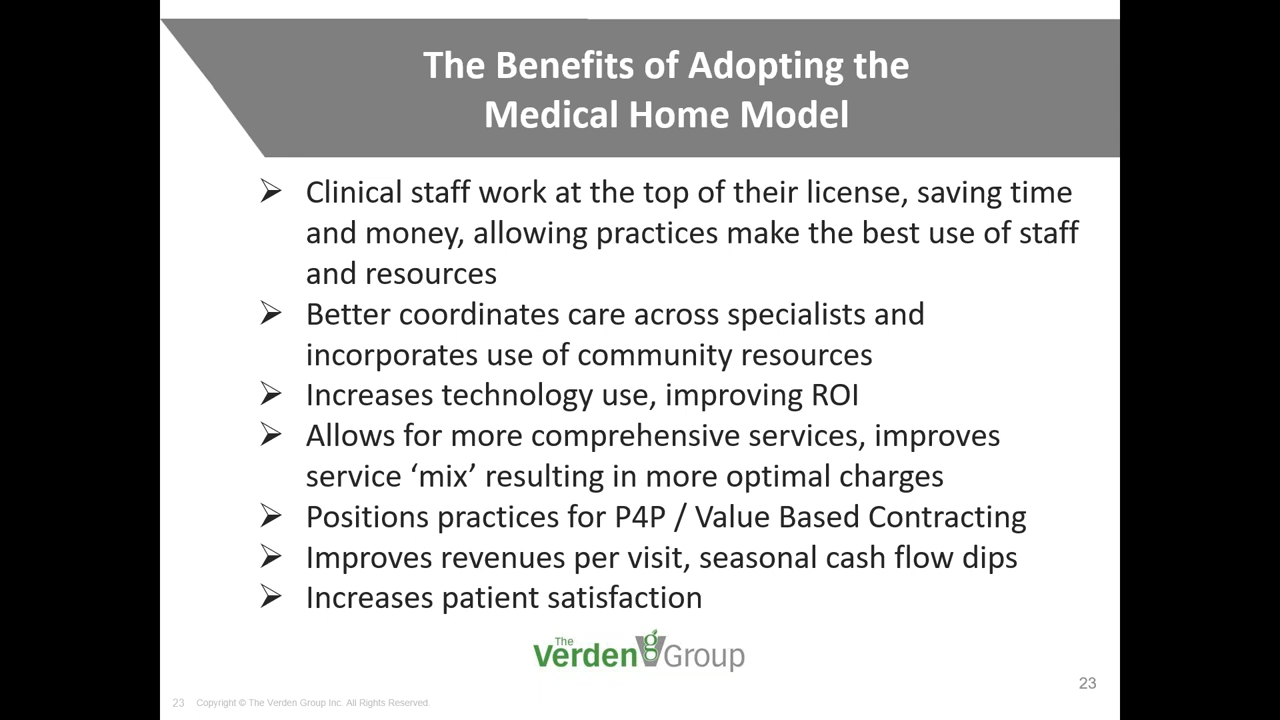 The Benefits of Adopting the
Medical Home Model
➢ Clinical staff work at the top of their license, saving time
and money, allowing practices make the best use of staff
and resources
➢ Better coordinates care across specialists and
incorporates use of community resources
➢ Increases technology use, improving ROI
➢ Allows for more comprehensive services, improves
service ‘mix’ resulting in more optimal charges
➢ Positions practices for P4P / Value Based Contracting
➢ Improves revenues per visit, seasonal cash flow dips
➢ Increases patient satisfaction
The
Verden g Group
23
23 Copyright © The Verden Group Inc. All Rights Reserved.